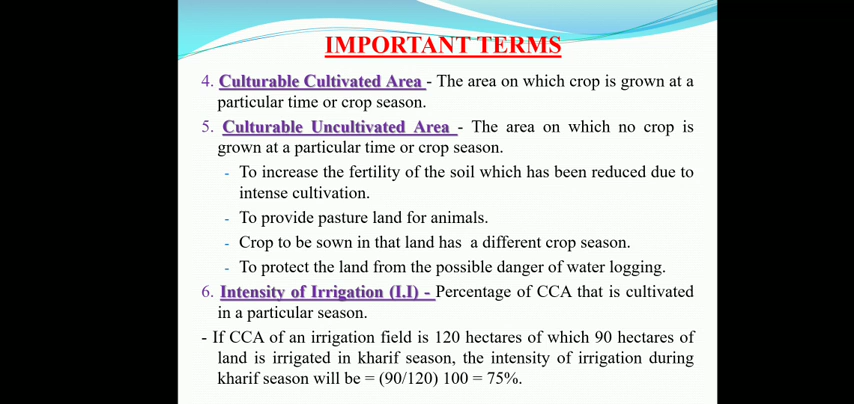 IMPORTANT TERMS
4. Culturable Cultivated Area - The area on which crop is grown at a
particular time or crop season.
5. Culturable Uncultivated Area - The area on which no crop is
grown at a particular time or crop season.
- To increase the fertility of the soil which has been reduced due to
intense cultivation.
- To provide pasture land for animals.
- Crop to be sown in that land has a different crop season.
- To protect the land from the possible danger of water logging.
6. Intensity of Irrigation (I.I) - Percentage of CCA that is cultivated
in a particular season.
- If CCA of an irrigation field is 120 hectares of which 90 hectares of
land is irrigated in kharif season, the intensity of irrigation during
kharif season will be = (90/120) 100 = 75%.